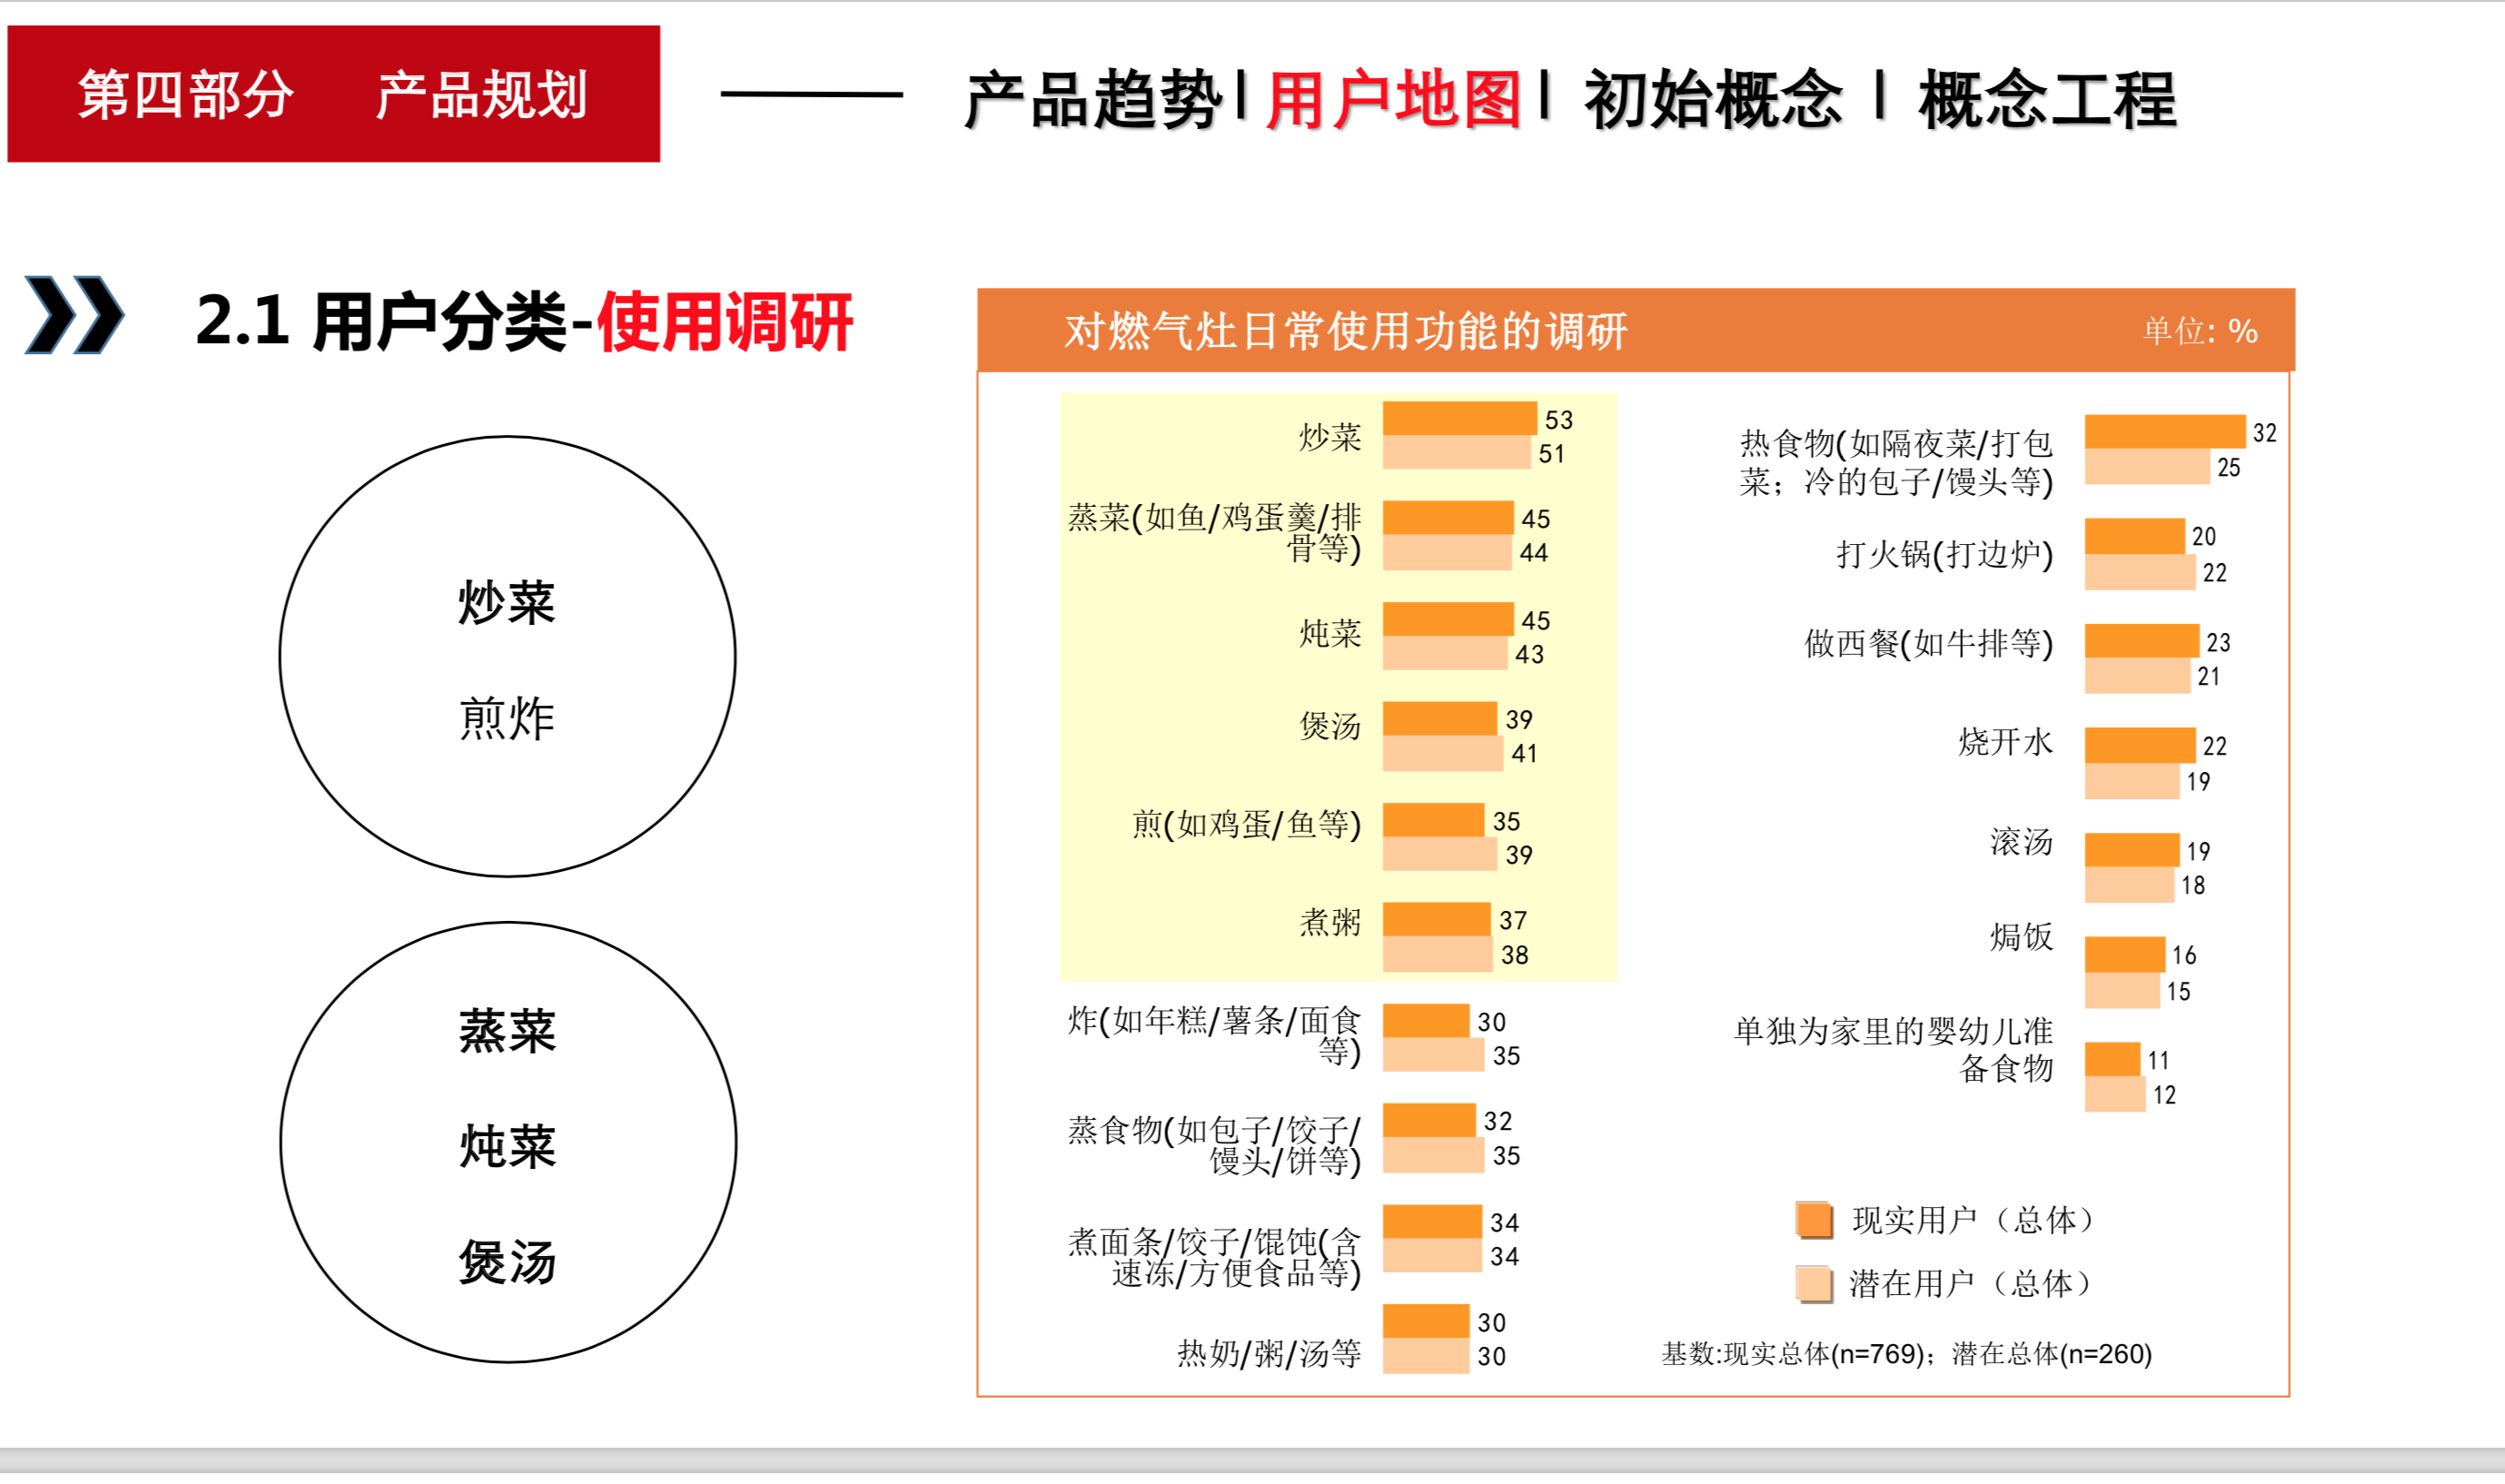 第四部分 产品规划
产品趋势| 用户地图| 初始概念 | 概念工程
2.1 用户分类-使用调研
炒菜
煎炸
蒸菜
炖菜
煲汤
对燃气灶日常使用功能的调研
单位: %
炒菜
53
51
蒸菜(如鱼/鸡蛋羹/排
骨等)
45
44
炖菜
45
43
煲汤
39
41
煎(如鸡蛋/鱼等)
35
39
煮粥
37
38
炸(如年糕/薯条/面食
等)
30
35
蒸食物(如包子/饺子/
馒头/饼等)
32
35
煮面条/饺子/馄饨(含
速冻/方便食品等)
34
34
热奶/粥/汤等
30
30
热食物(如隔夜菜/打包
菜；冷的包子/馒头等)
32
25
打火锅(打边炉)
20
22
做西餐(如牛排等)
23
21
烧开水
22
19
滚汤
19
18
焗饭
16
15
单独为家里的婴幼儿准
备食物
11
12
现实用户（总体）
潜在用户（总体）
基数:现实总体(n=769)；潜在总体(n=260)